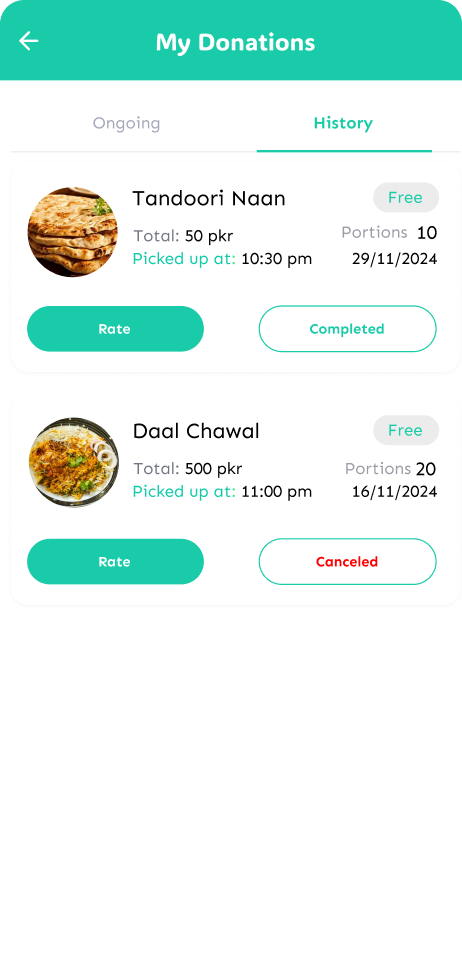 My Donations
Ongoing History
Tandoori Naan Free
Total: 50 pkr Portions 10
Picked up at: 10:30 pm 29/11/2024
Rate Completed
Daal Chawal Free
Total: 500 pkr Portions 20
Picked up at: 11:00 pm 16/11/2024
Rate Canceled